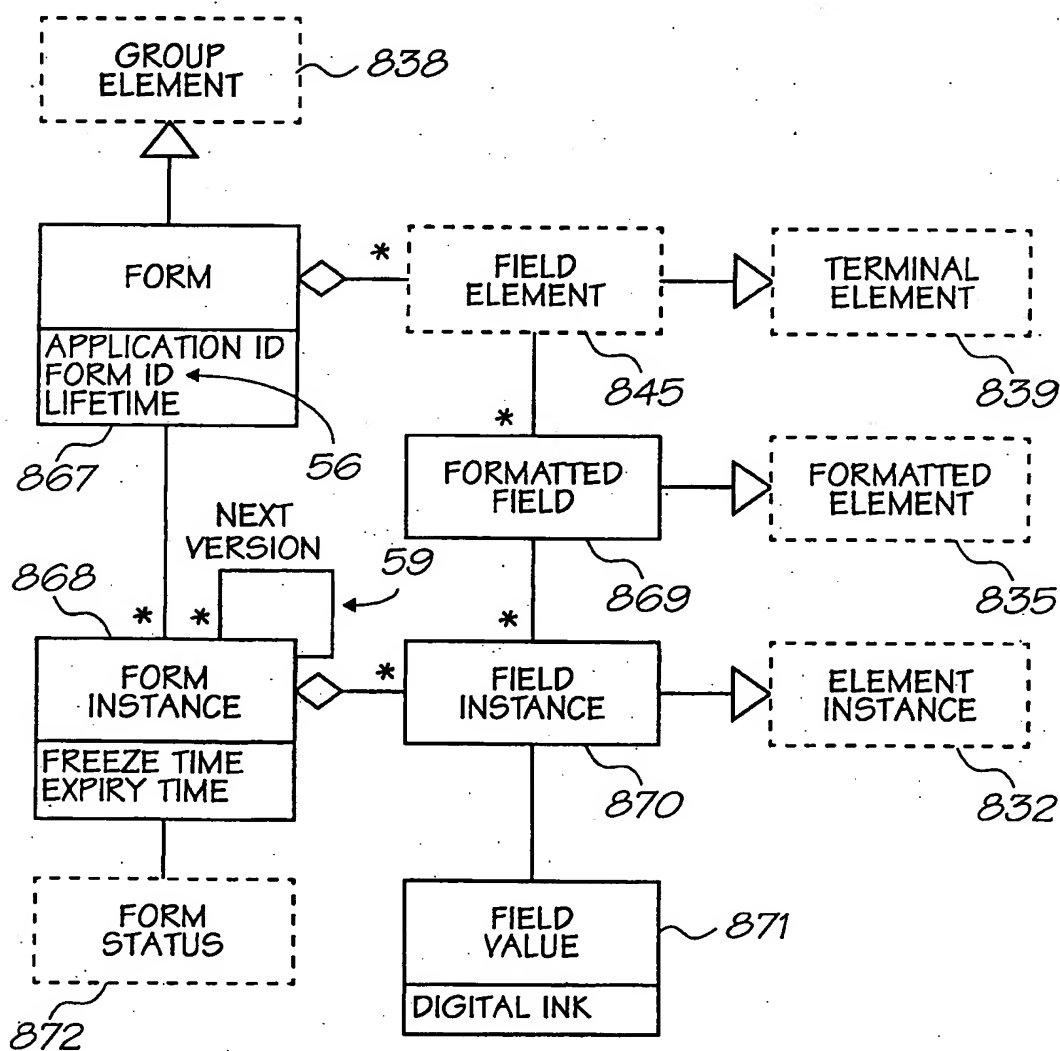 GROUP
ELEMENT
838
FORM
*
FIELD
ELEMENT
TERMINAL
ELEMENT
APPLICATION ID
FORM ID
LIFETIME
845
839
867
56
*
FORMATTED
FIELD
FORMATTED
ELEMENT
NEXT
VERSION
59
869
835
868
*
*
*
*
FORM
INSTANCE
FIELD
INSTANCE
ELEMENT
INSTANCE
FREEZE TIME
EXPIRY TIME
870
832
FORM
STATUS
FIELD
VALUE
871
DIGITAL INK
872